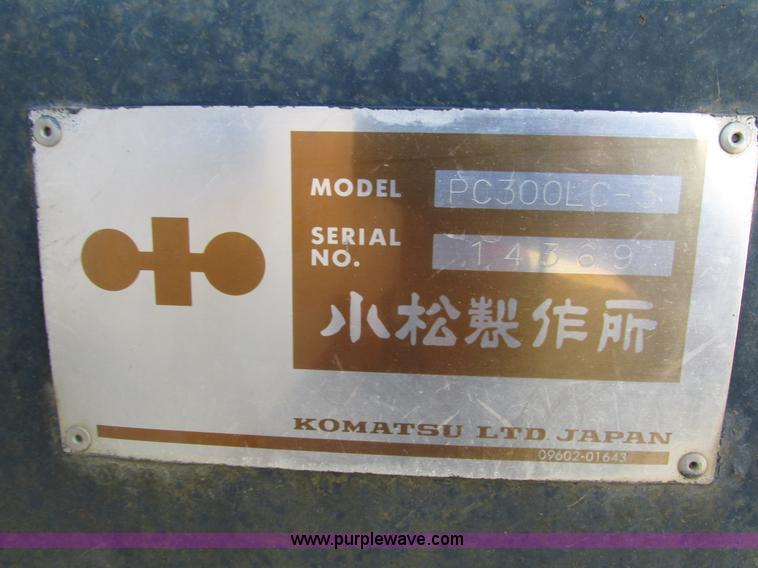 MODEL PC300LC-3
SERIAL NO. 14369
小松製作所
KOMATSU LTD JAPAN
09602-01643
www.purplewave.com